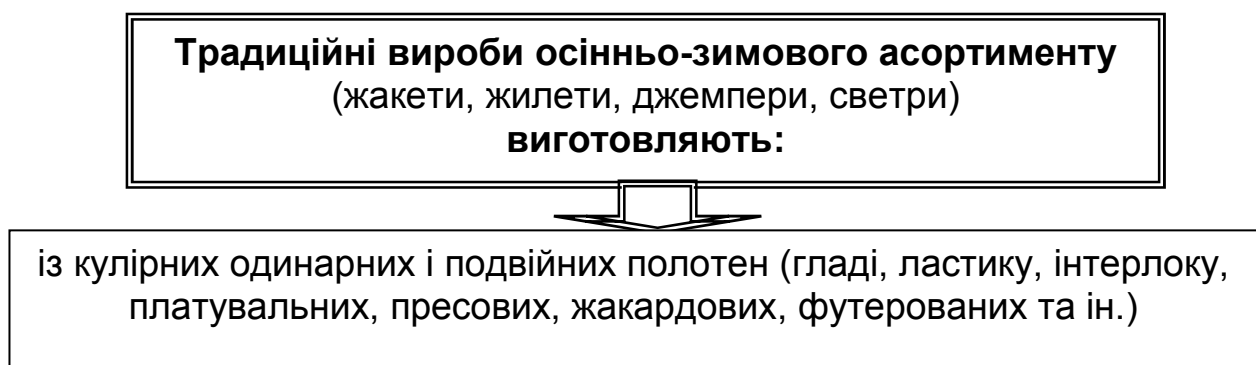 Традиційні вироби осінньо-зимового асортименту
(жакети, жилети, джемпери, светри)
виготовляють:
із кулірних одинарних і подвійних полотен (гладі, ластику, інтерлоку,
платувальних, пресових, жакардових, футерованих та ін.)